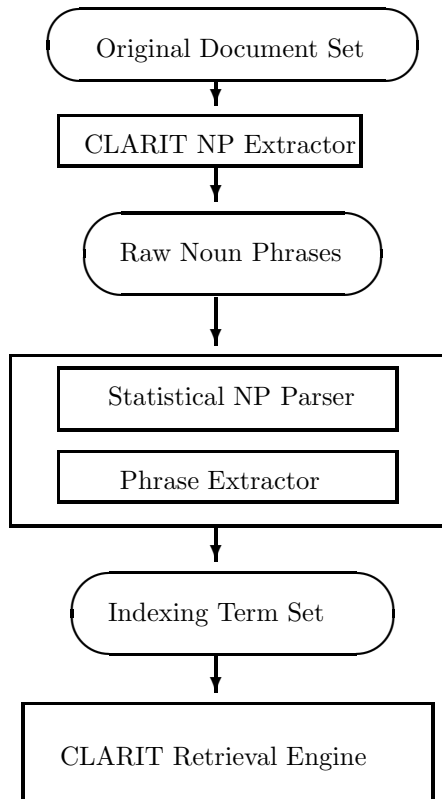 Original Document Set
CLARIT NP Extractor
Raw Noun Phrases
Statistical NP Parser
Phrase Extractor
Indexing Term Set
CLARIT Retrieval Engine